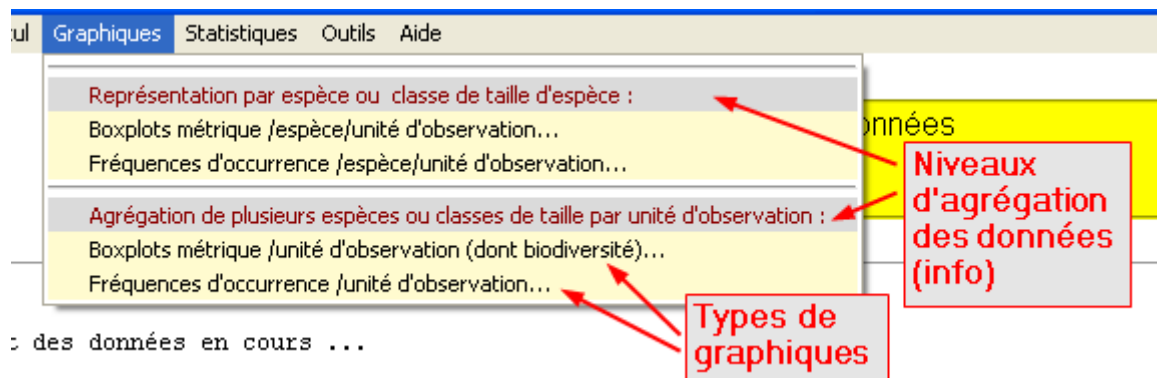 ul Graphiques Statistiques Outils Aide
Représentation par espèce ou classe de taille d'espèce :
Boxplots métrique /espèce/unité d'observation...
Fréquences d'occurrence /espèce/unité d'observation...
Agrégation de plusieurs espèces ou classes de taille par unité d'observation :
Boxplots métrique /unité d'observation (dont biodiversité)...
Fréquences d'occurrence /unité d'observation...
onnées
Niveaux
d'agrégation
des données
(info)
Types de
graphiques
t des données en cours ...